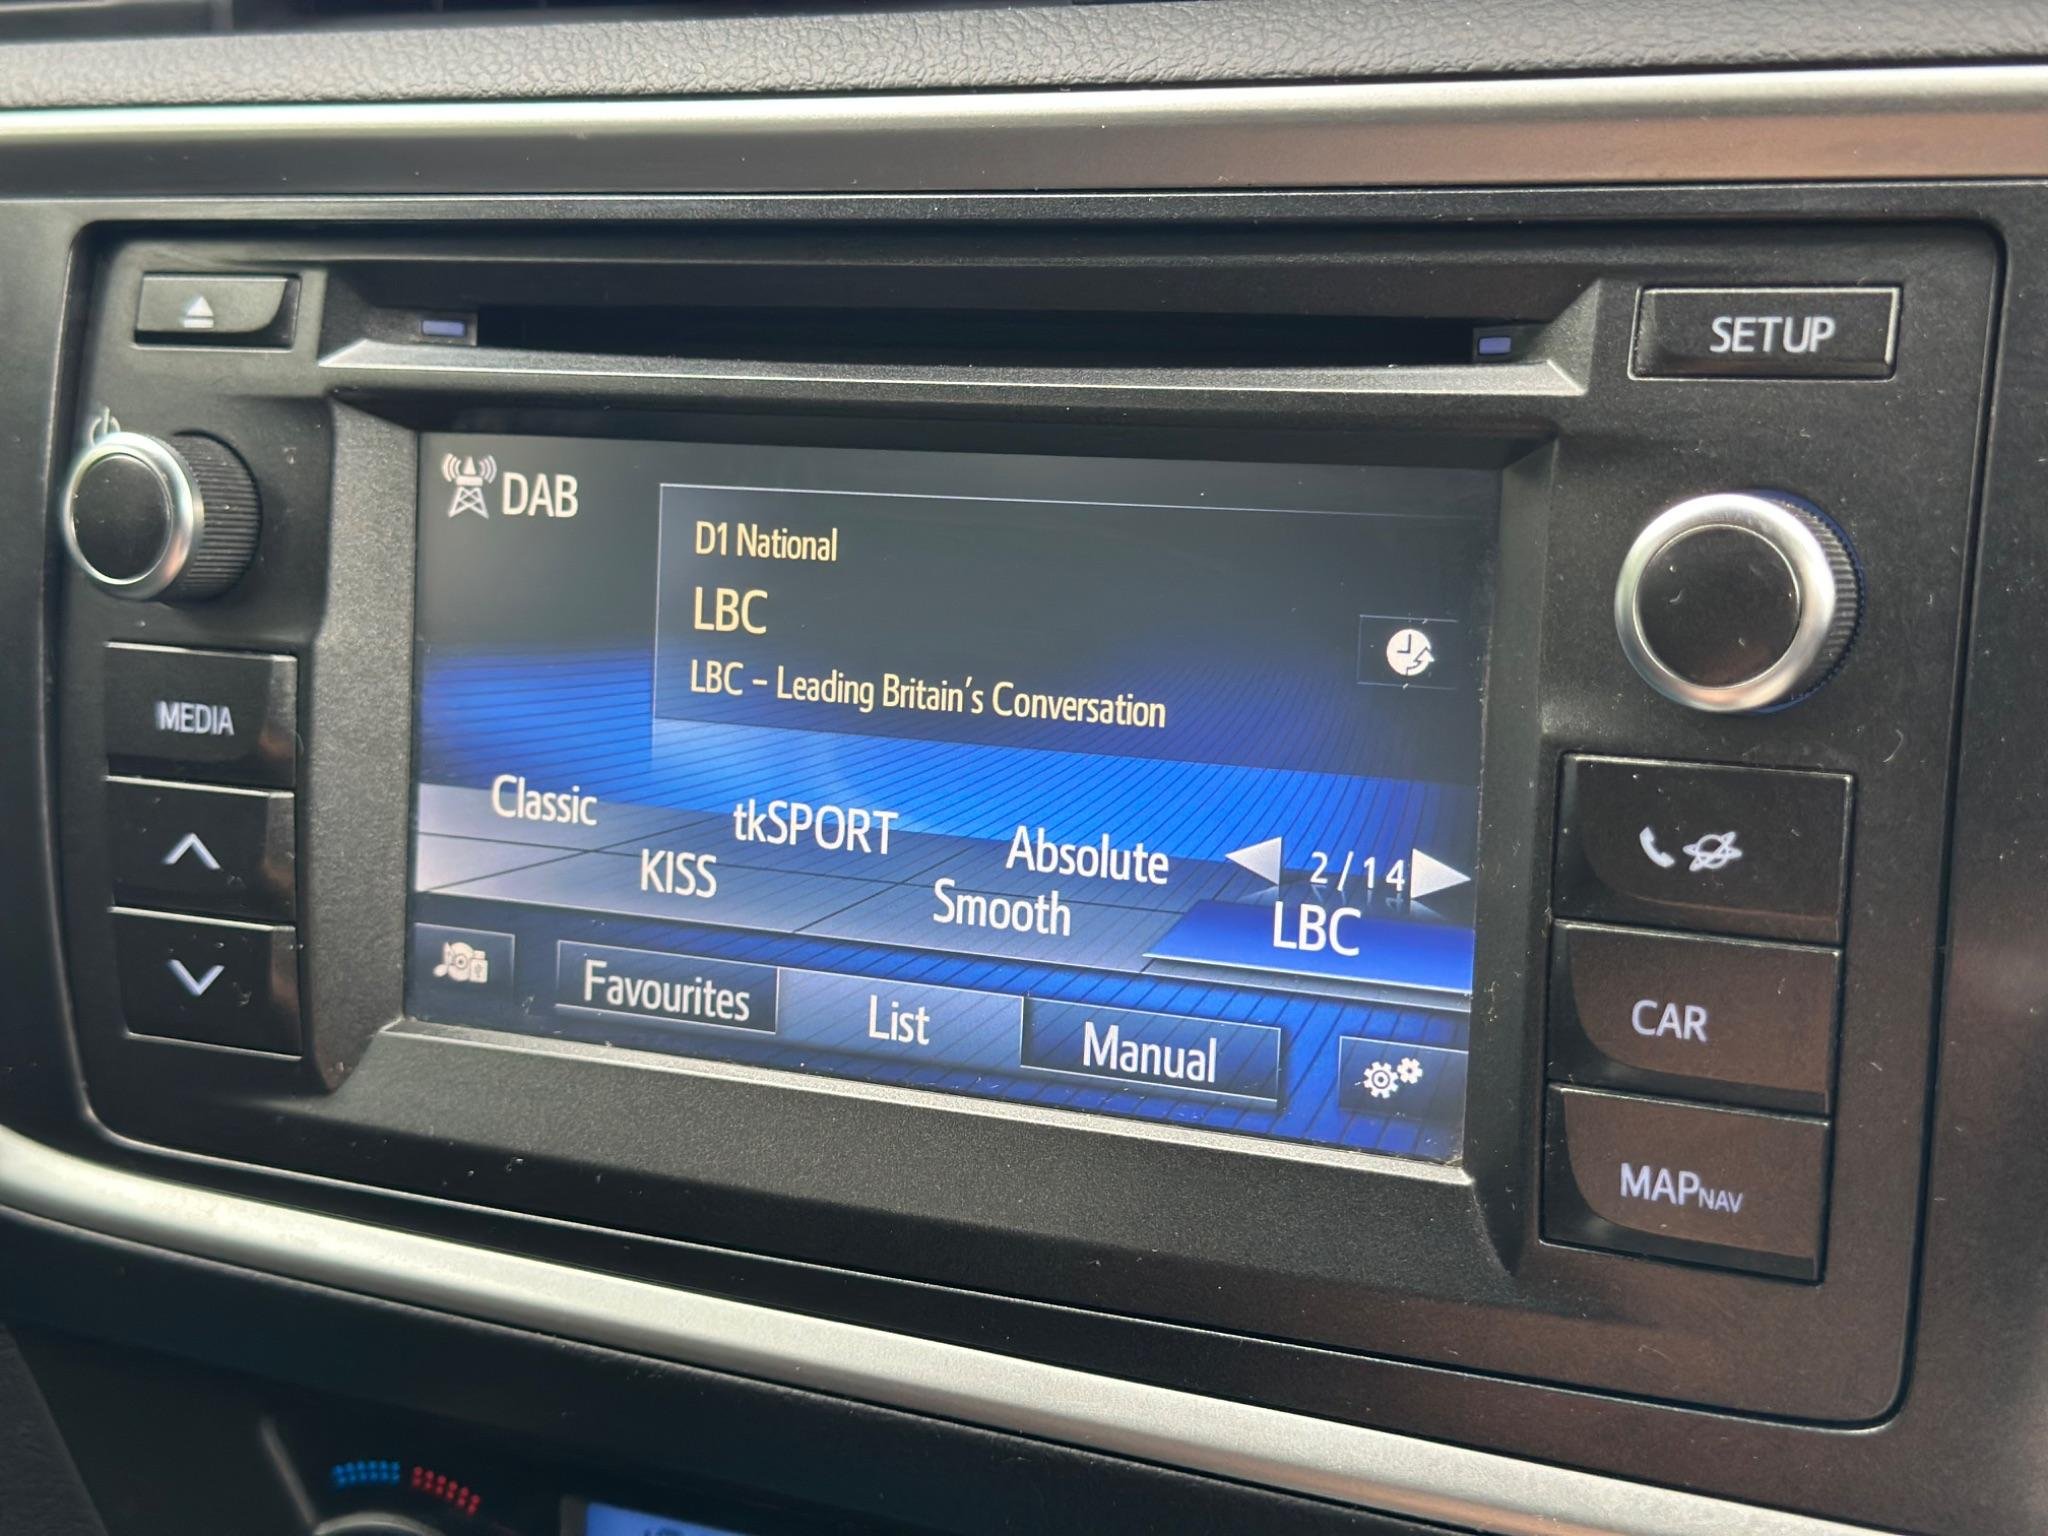 SETUP
DAB
D1 National
LBC
LBC – Leading Britain's Conversation
MEDIA
Classic tkSPORT Absolute 2 / 14
KISS Smooth LBC
Favourites List Manual
CAR
MAPNAV